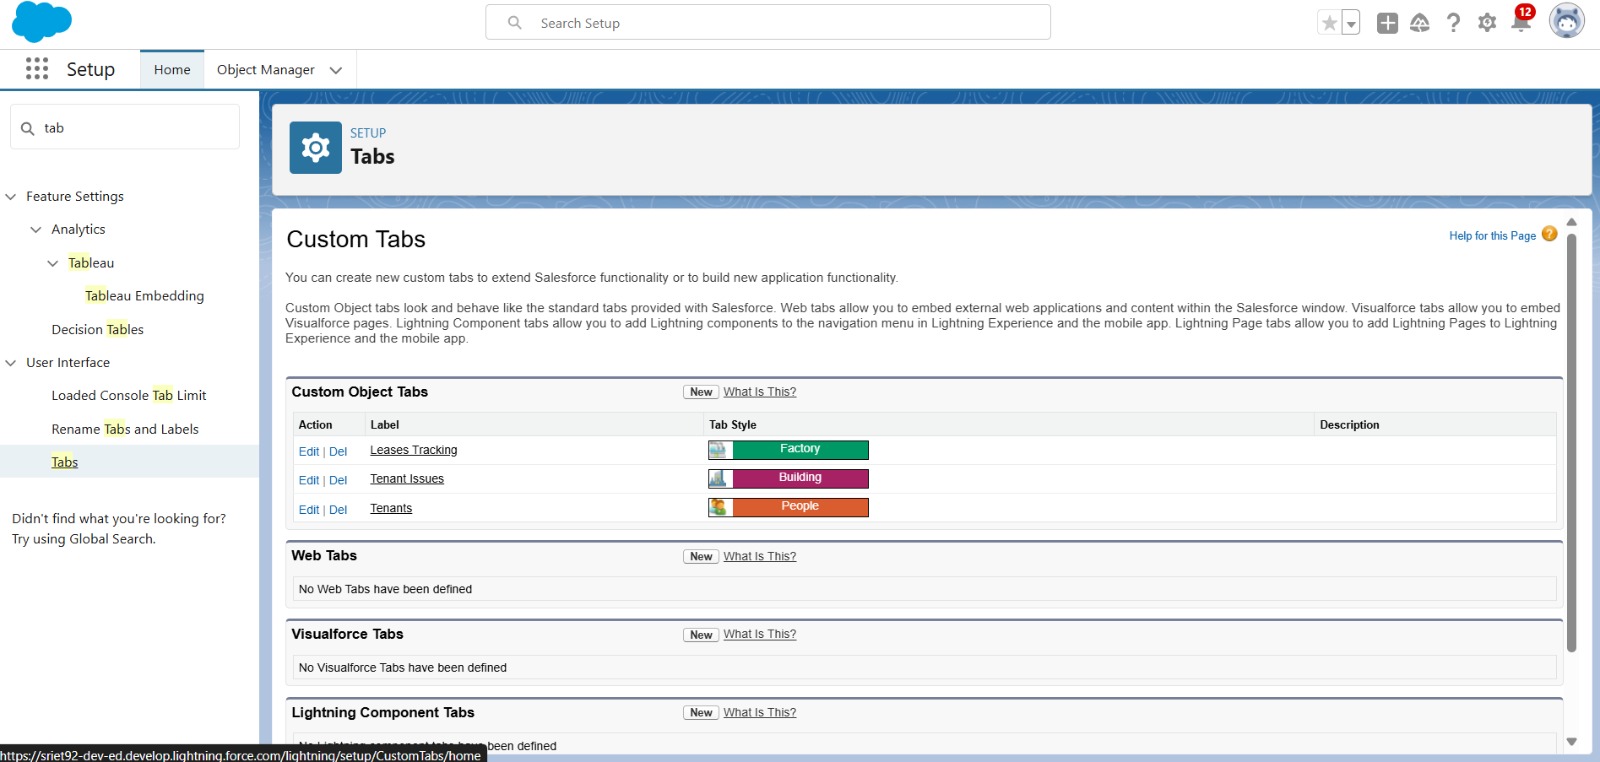 Search Setup
12
Setup
Home
Object Manager
tab
Feature Settings
Analytics
Tableau
Tableau Embedding
Decision Tables
User Interface
Loaded Console Tab Limit
Rename Tabs and Labels
Tabs
Didn't find what you're looking for?
Try using Global Search.
SETUP
Tabs
Custom Tabs
Help for this Page ?
You can create new custom tabs to extend Salesforce functionality or to build new application functionality.
Custom Object tabs look and behave like the standard tabs provided with Salesforce. Web tabs allow you to embed external web applications and content within the Salesforce window. Visualforce tabs allow you to embed
Visualforce pages. Lightning Component tabs allow you to add Lightning components to the navigation menu in Lightning Experience and the mobile app. Lightning Page tabs allow you to add Lightning Pages to Lightning
Experience and the mobile app.
Custom Object Tabs New What Is This?
Action Label Tab Style Description
Edit | Del Leases Tracking Factory
Edit | Del Tenant Issues Building
Edit | Del Tenants People
Web Tabs New What Is This?
No Web Tabs have been defined
Visualforce Tabs New What Is This?
No Visualforce Tabs have been defined
Lightning Component Tabs New What Is This?
No Lightning component tabs have been defined
https://sriet92-dev-ed.develop.lightning.force.com/lightning/setup/CustomTabs/home